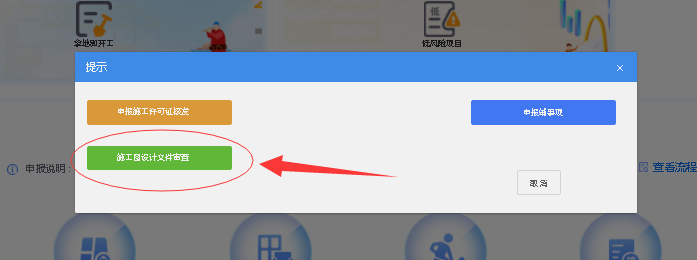 拿地即开工
低风险项目
提示
×
申报施工许可证核发
申报辅事项
施工图设计文件审查
取消
申报说明：
查看流程